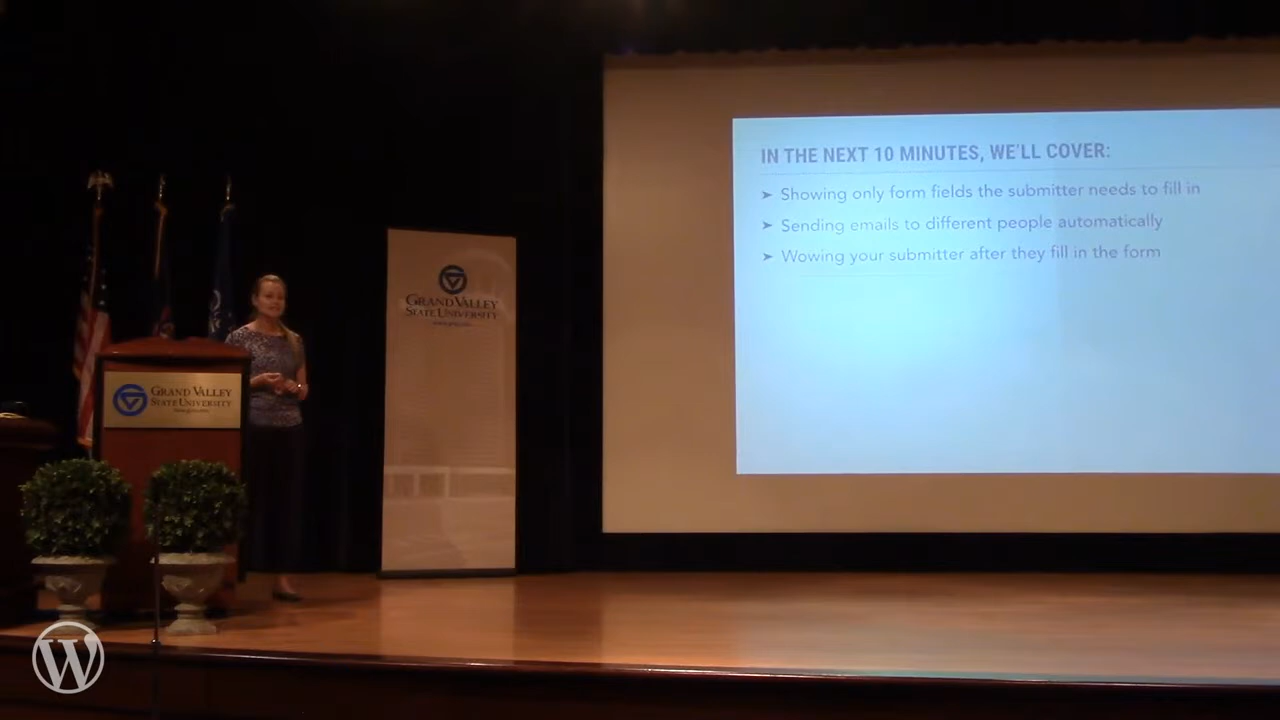 IN THE NEXT 10 MINUTES, WE'LL COVER:
➤ Showing only form fields the submitter needs to fill in
➤ Sending emails to different people automatically
➤ Wowing your submitter after they fill in the form
GRAND VALLEY
STATE UNIVERSITY
GRAND VALLEY
STATE UNIVERSITY
W